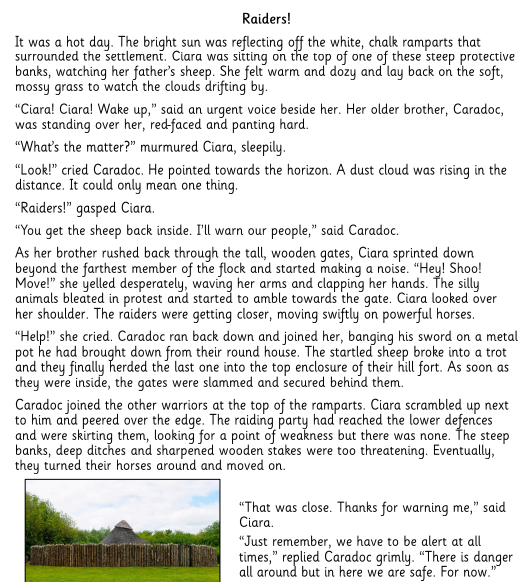 Raiders!
It was a hot day. The bright sun was reflecting off the white, chalk ramparts that
surrounded the settlement. Ciara was sitting on the top of one of these steep protective
banks, watching her father's sheep. She felt warm and dozy and lay back on the soft,
mossy grass to watch the clouds drifting by.
“Ciara! Ciara! Wake up,” said an urgent voice beside her. Her older brother, Caradoc,
was standing over her, red-faced and panting hard.
“What's the matter?” murmured Ciara, sleepily.
“Look!” cried Caradoc. He pointed towards the horizon. A dust cloud was rising in the
distance. It could only mean one thing.
“Raiders!” gasped Ciara.
“You get the sheep back inside. I'll warn our people,” said Caradoc.
As her brother rushed back through the tall, wooden gates, Ciara sprinted down
beyond the farthest member of the flock and started making a noise. “Hey! Shoo!
Move!” she yelled desperately, waving her arms and clapping her hands. The silly
animals bleated in protest and started to amble towards the gate. Ciara looked over
her shoulder. The raiders were getting closer, moving swiftly on powerful horses.
“Help!” she cried. Caradoc ran back down and joined her, banging his sword on a metal
pot he had brought down from their round house. The startled sheep broke into a trot
and they finally herded the last one into the top enclosure of their hill fort. As soon as
they were inside, the gates were slammed and secured behind them.
Caradoc joined the other warriors at the top of the ramparts. Ciara scrambled up next
to him and peered over the edge. The raiding party had reached the lower defences
and were skirting them, looking for a point of weakness but there was none. The steep
banks, deep ditches and sharpened wooden stakes were too threatening. Eventually,
they turned their horses around and moved on.
“That was close. Thanks for warning me,” said
Ciara.
“Just remember, we have to be alert at all
times,” replied Caradoc grimly. “There is danger
all around but in here we are safe. For now.”